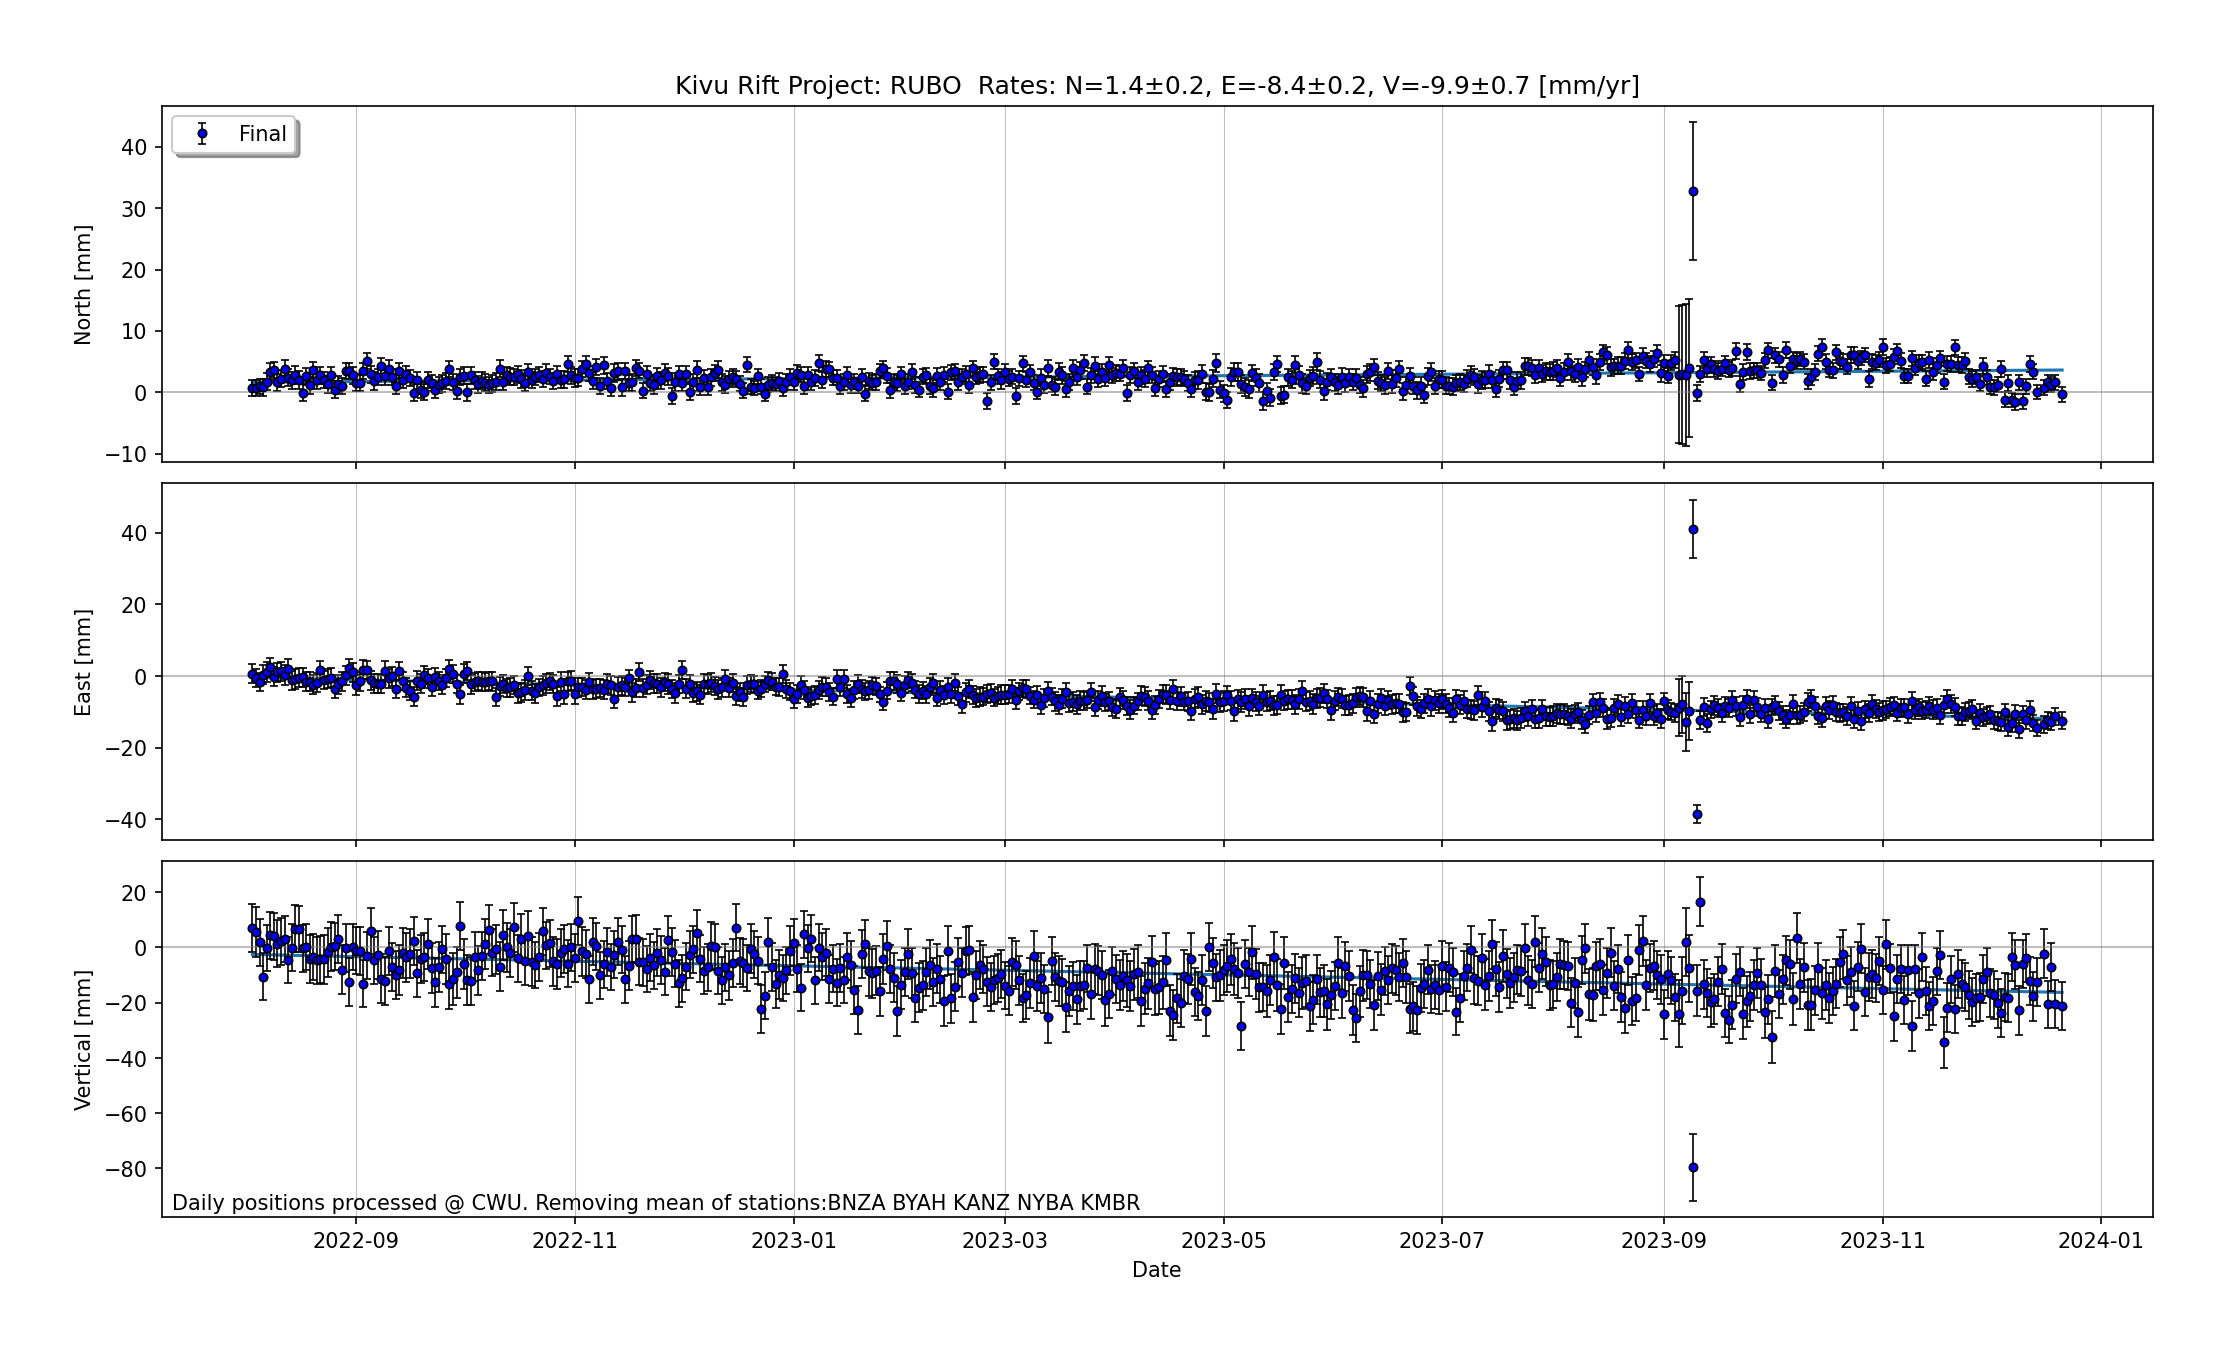 Kivu Rift Project: RUBO  Rates: N=1.4±0.2, E=-8.4±0.2, V=-9.9±0.7 [mm/yr]
Final
North [mm]
40
30
20
10
0
−10
East [mm]
40
20
0
−20
−40
Vertical [mm]
20
0
−20
−40
−60
−80
Daily positions processed @ CWU. Removing mean of stations:BNZA BYAH KANZ NYBA KMBR
2022-09 2022-11 2023-01 2023-03 2023-05 2023-07 2023-09 2023-11 2024-01
Date